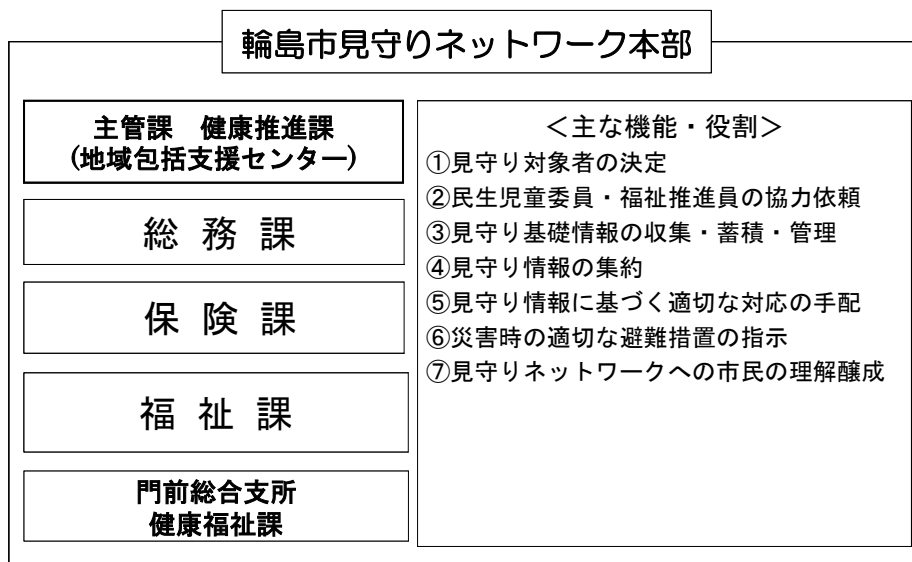 輪島市見守りネットワーク本部
主管課　健康推進課
(地域包括支援センター)
総 務 課
保 険 課
福 祉 課
門前総合支所
健康福祉課
＜主な機能・役割＞
①見守り対象者の決定
②民生児童委員・福祉推進員の協力依頼
③見守り基礎情報の収集・蓄積・管理
④見守り情報の集約
⑤見守り情報に基づく適切な対応の手配
⑥災害時の適切な避難措置の指示
⑦見守りネットワークへの市民の理解醸成